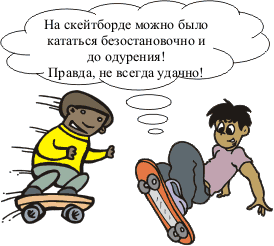 На скейтборде можно было
кататься безостановочно и
до одурения!
Правда, не всегда удачно!